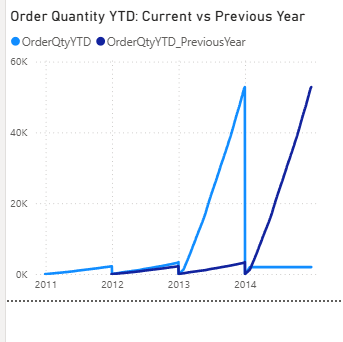 Order Quantity YTD: Current vs Previous Year
OrderQtyYTD OrderQtyYTD_PreviousYear
60K
40K
20K
0K
2011 2012 2013 2014